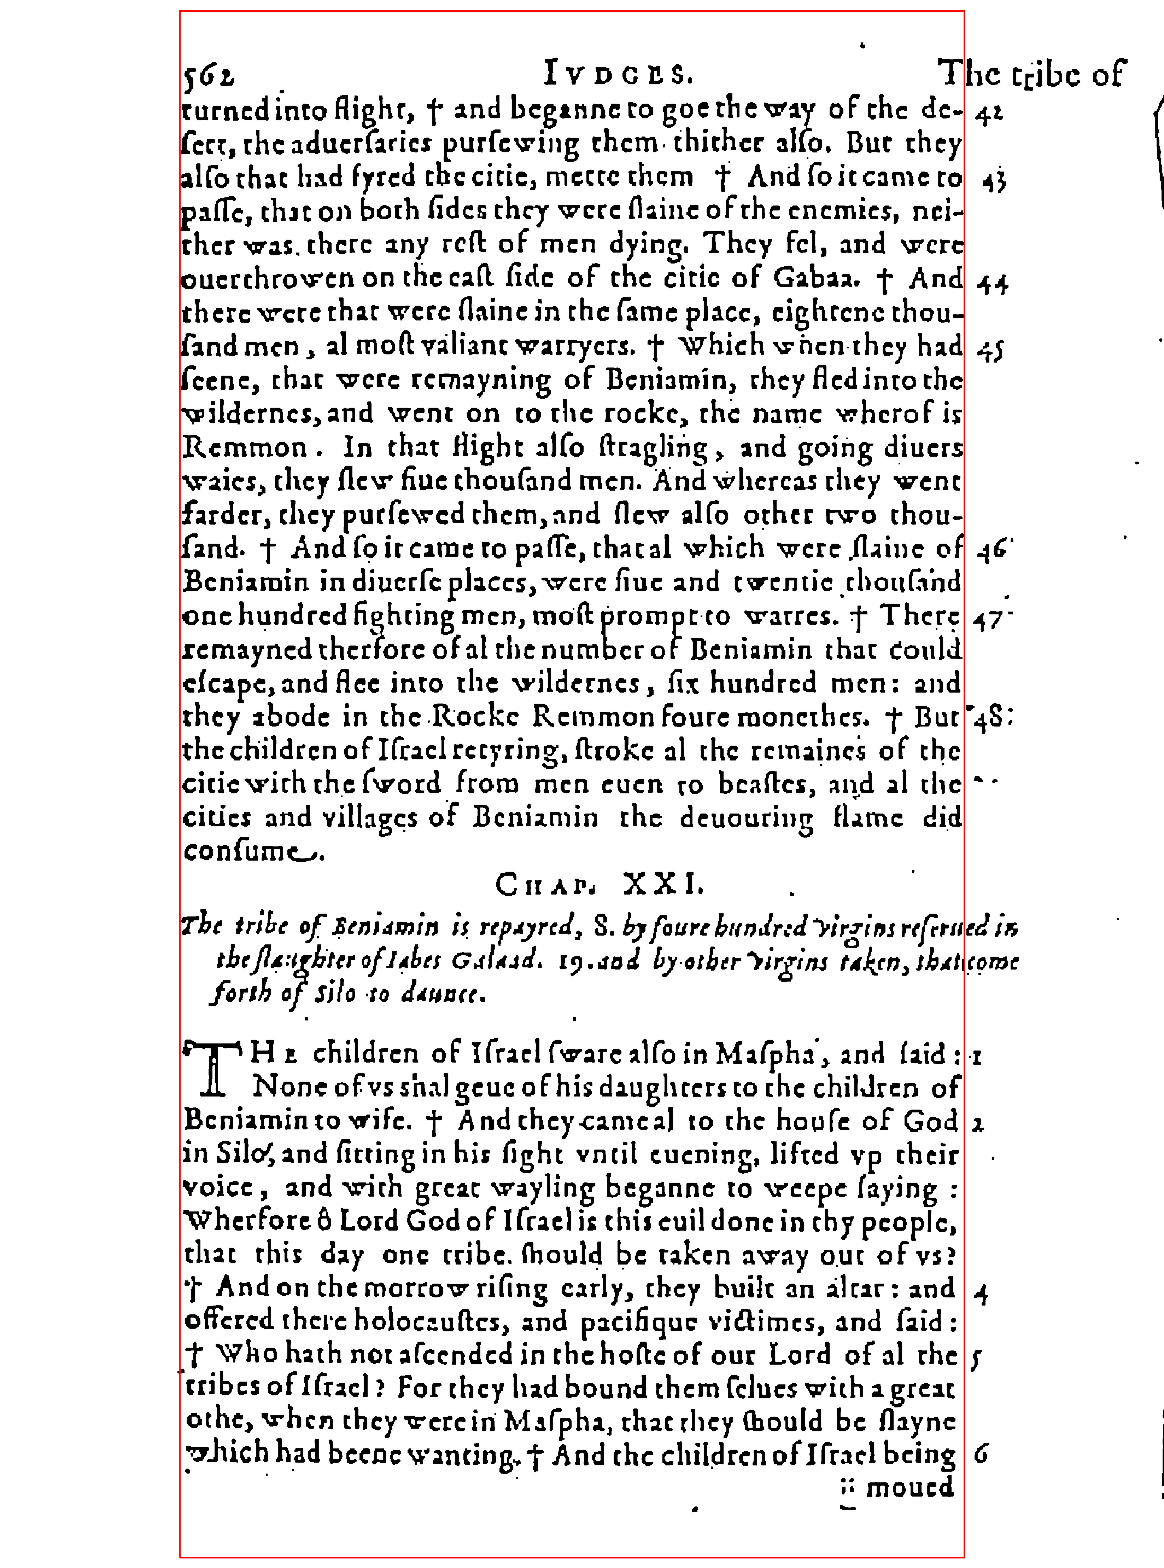 562 IVDGES. The tribe of
turned into flight, † and beganne to goe the way of the de- 42
ſert, the aduerſaries purſewing them thither alſo. But they
alſo that had fyred the citie, mette them † And ſo it came to 43
paſſe, that on both ſides they were ſlaine of the enemies, nei-
ther was there any reſt of men dying. They fel, and were
ouerthrowen on the eaſt ſide of the citie of Gabaa. † And 44
there were that were ſlaine in the ſame place, eightene thou-
ſand men, al moſt valiant warryers. † Which when they had 45
ſeene, that were remayning of Beniamin, they fled into the
wildernes, and went on to the rocke, the name wherof is
Remmon. In that flight alſo ſtragling, and going diuers
waies, they ſlew fiue thouſand men. And whereas they went
farder, they purſewed them, and ſlew alſo other two thou-
ſand. † And ſo it came to paſſe, that al which were ſlaine of 46
Beniamin in diuerſe places, were fiue and twentie thouſand
one hundred fighting men, moſt prompt to warres. † There 47
remayned therfore of al the number of Beniamin that could
eſcape, and flee into the wildernes, ſix hundred men: and
they abode in the Rocke Remmon foure monethes. † But 48
the children of Iſrael retyring, ſtroke al the remaines of the
citie with the ſword from men euen to beaſtes, and al the
cities and villages of Beniamin the deuouring flame did
conſume.
CHAP. XXI.
The tribe of Beniamin is repayred, 8. by foure hundred virgins reſerued in
the ſlaughter of Iabes Galaad. 19. and by other virgins taken, that come
forth of Silo to daunce.
THE children of Iſrael ſware alſo in Maſpha, and ſaid: 1
None of vs shal geue of his daughters to the children of
Beniamin to wife. † And they came al to the houſe of God 2
in Silo, and ſitting in his ſight vntil euening, lifted vp their
voice, and with great wayling beganne to weepe ſaying:
Wherfore ô Lord God of Iſrael is this euil done in thy people,
that this day one tribe ſhould be taken away out of vs?
† And on the morrow riſing early, they built an altar: and 4
offered there holocauſtes, and pacifique victimes, and ſaid:
† Who hath not aſcended in the hoſte of our Lord of al the 5
tribes of Iſrael? For they had bound them ſelues with a great
othe, when they were in Maſpha, that they ſhould be ſlayne
which had beene wanting. † And the children of Iſrael being 6
moued